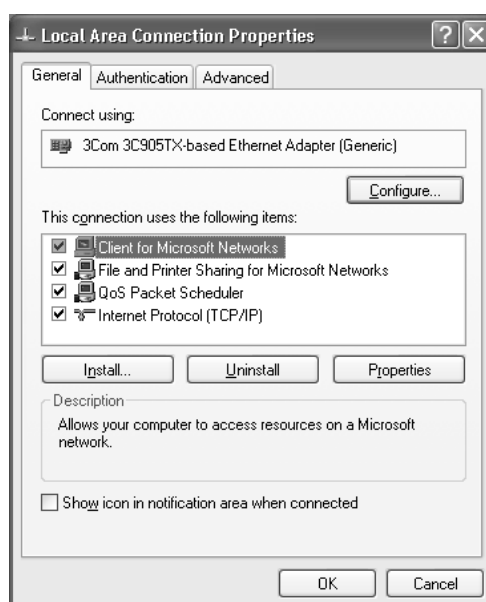 Local Area Connection Properties
General Authentication Advanced
Connect using:
3Com 3C905TX-based Ethernet Adapter (Generic)
Configure...
This connection uses the following items:
Client for Microsoft Networks
File and Printer Sharing for Microsoft Networks
QoS Packet Scheduler
Internet Protocol (TCP/IP)
Install... Uninstall Properties
Description
Allows your computer to access resources on a Microsoft
network.
Show icon in notification area when connected
OK Cancel